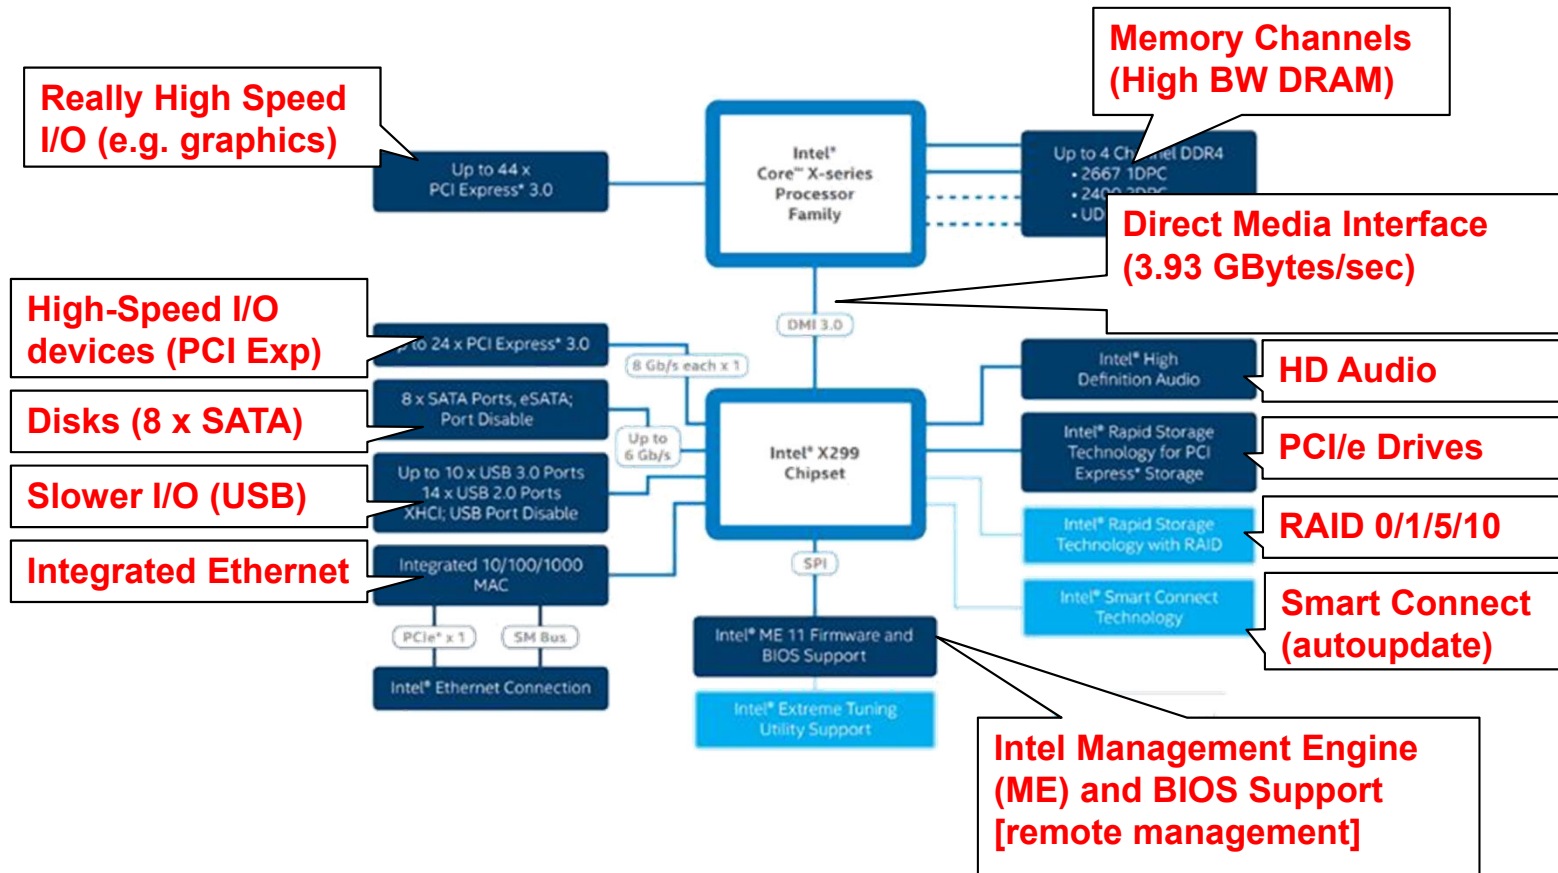 Memory Channels
(High BW DRAM)
Really High Speed
I/O (e.g. graphics)
Up to 44 x
PCI Express* 3.0
Intel®
Core™ X-series
Processor
Family
Up to 4 Channel DDR4
• 2667 1DPC
• 2400 2DPC
• UD
Direct Media Interface
(3.93 GBytes/sec)
DMI 3.0
High-Speed I/O
devices (PCI Exp)
to 24 x PCI Express* 3.0
8 Gb/s each x 1
Disks (8 x SATA)
8 x SATA Ports, eSATA;
Port Disable
Up to
6 Gb/s
Slower I/O (USB)
Up to 10 x USB 3.0 Ports
14 x USB 2.0 Ports
XHCI; USB Port Disable
Integrated Ethernet
Integrated 10/100/1000
MAC
PCIe* x 1
SM Bus
Intel® Ethernet Connection
Intel® X299
Chipset
SPI
Intel® ME 11 Firmware and
BIOS Support
Intel® Extreme Tuning
Utility Support
Intel® High
Definition Audio
HD Audio
Intel® Rapid Storage
Technology for PCI
Express* Storage
PCI/e Drives
Intel® Rapid Storage
Technology with RAID
RAID 0/1/5/10
Intel® Smart Connect
Technology
Smart Connect
(autoupdate)
Intel Management Engine
(ME) and BIOS Support
[remote management]